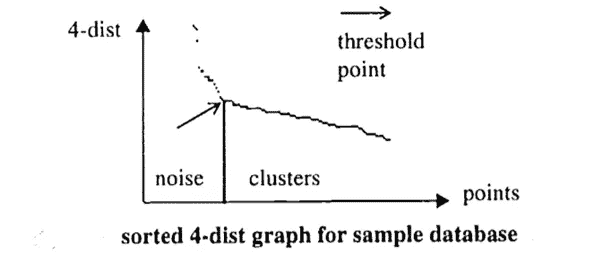 4-dist
threshold
point
noise
clusters
points
sorted 4-dist graph for sample database